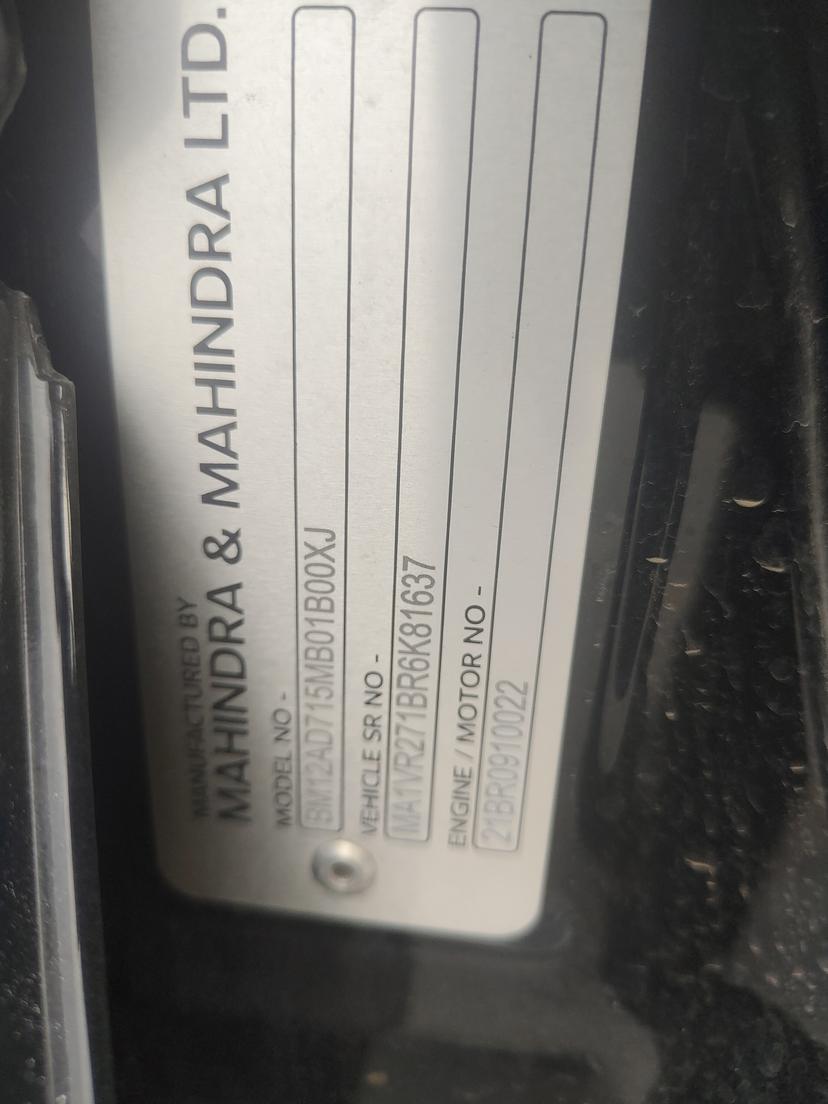 MANUFACTURED BY
MAHINDRA & MAHINDRA LTD.
MODEL NO -
BM12AD715MB01B00XJ
VEHICLE SR NO -
MA1VR271BR6K81637
ENGINE / MOTOR NO -
21BR0910022